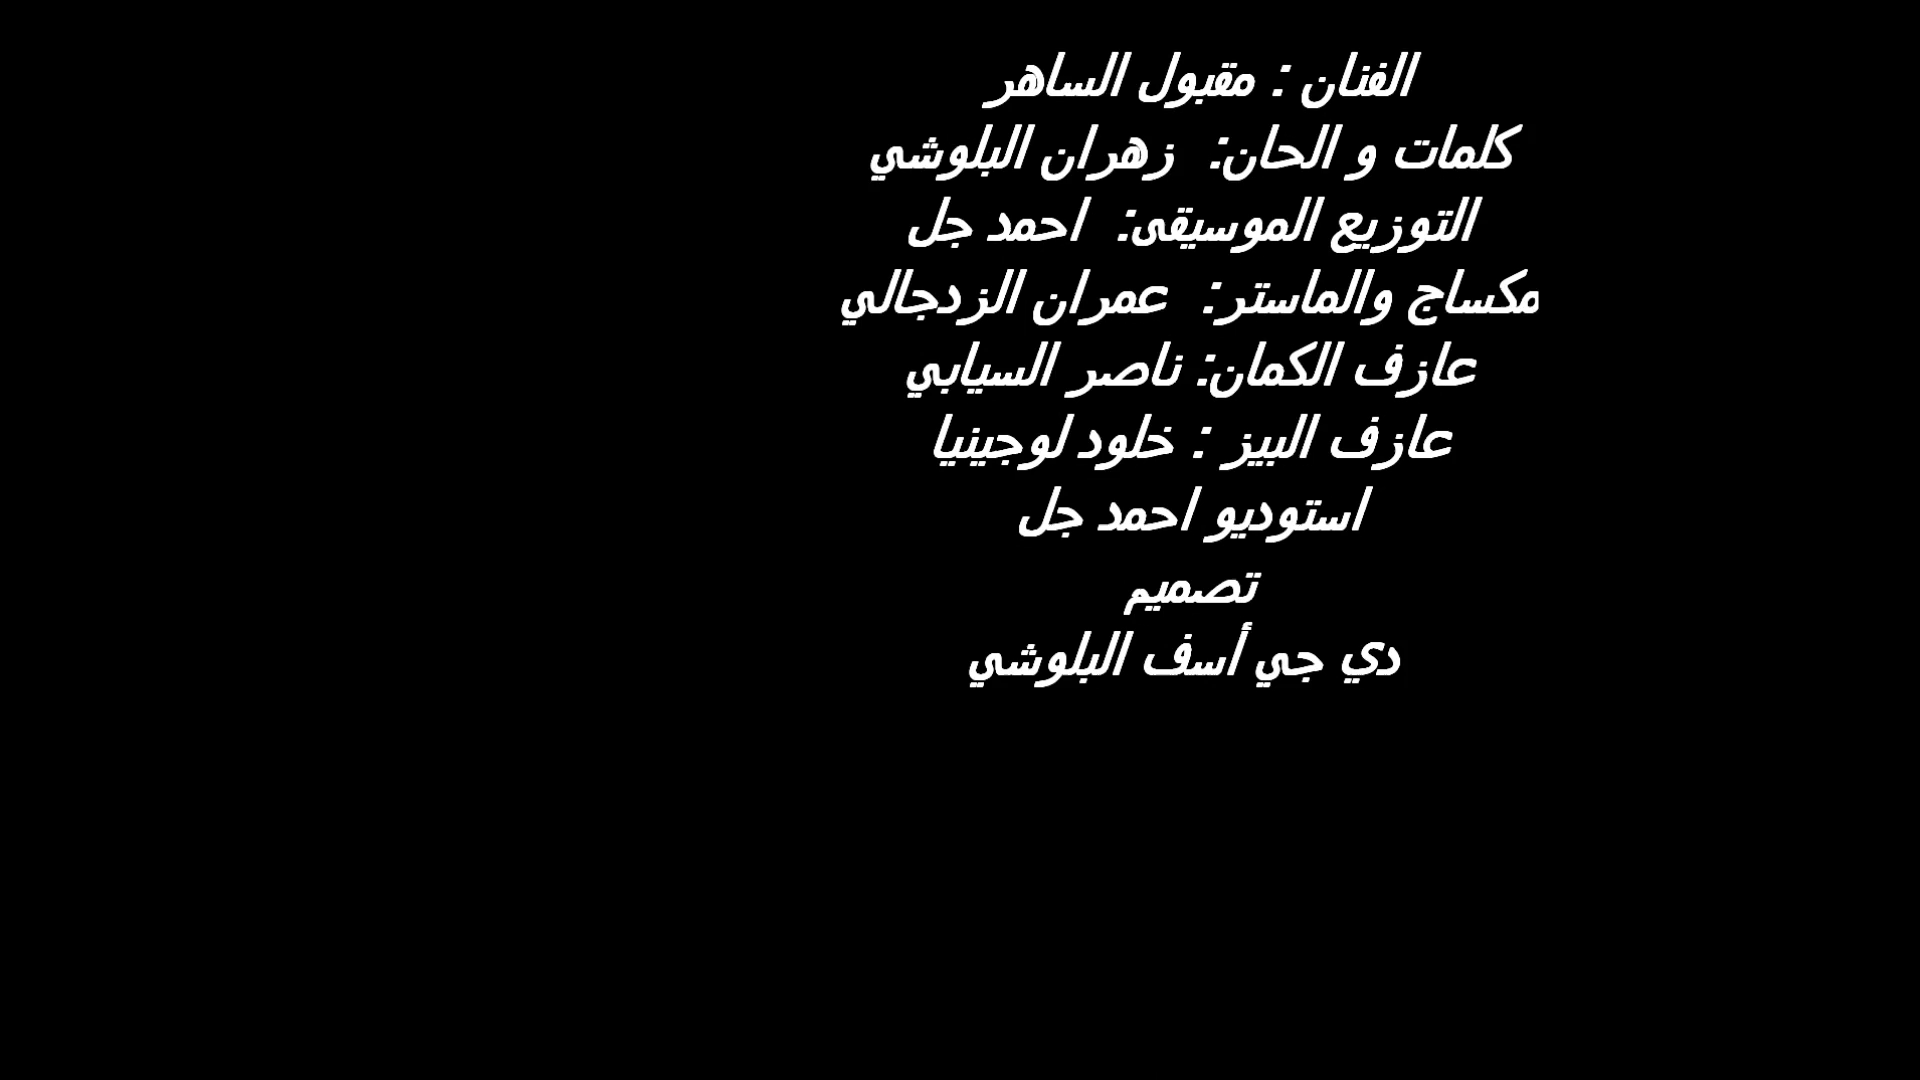 الفنان : مقبول الساهر
كلمات و الحان: زهران البلوشي
التوزيع الموسيقى: احمد جل
مكساج والماستر: عمران الزدجالي
عازف الكمان: ناصر السيابي
عازف البيز : خلود لوجينيا
استوديو احمد جل
تصميم
دي جي أسف البلوشي